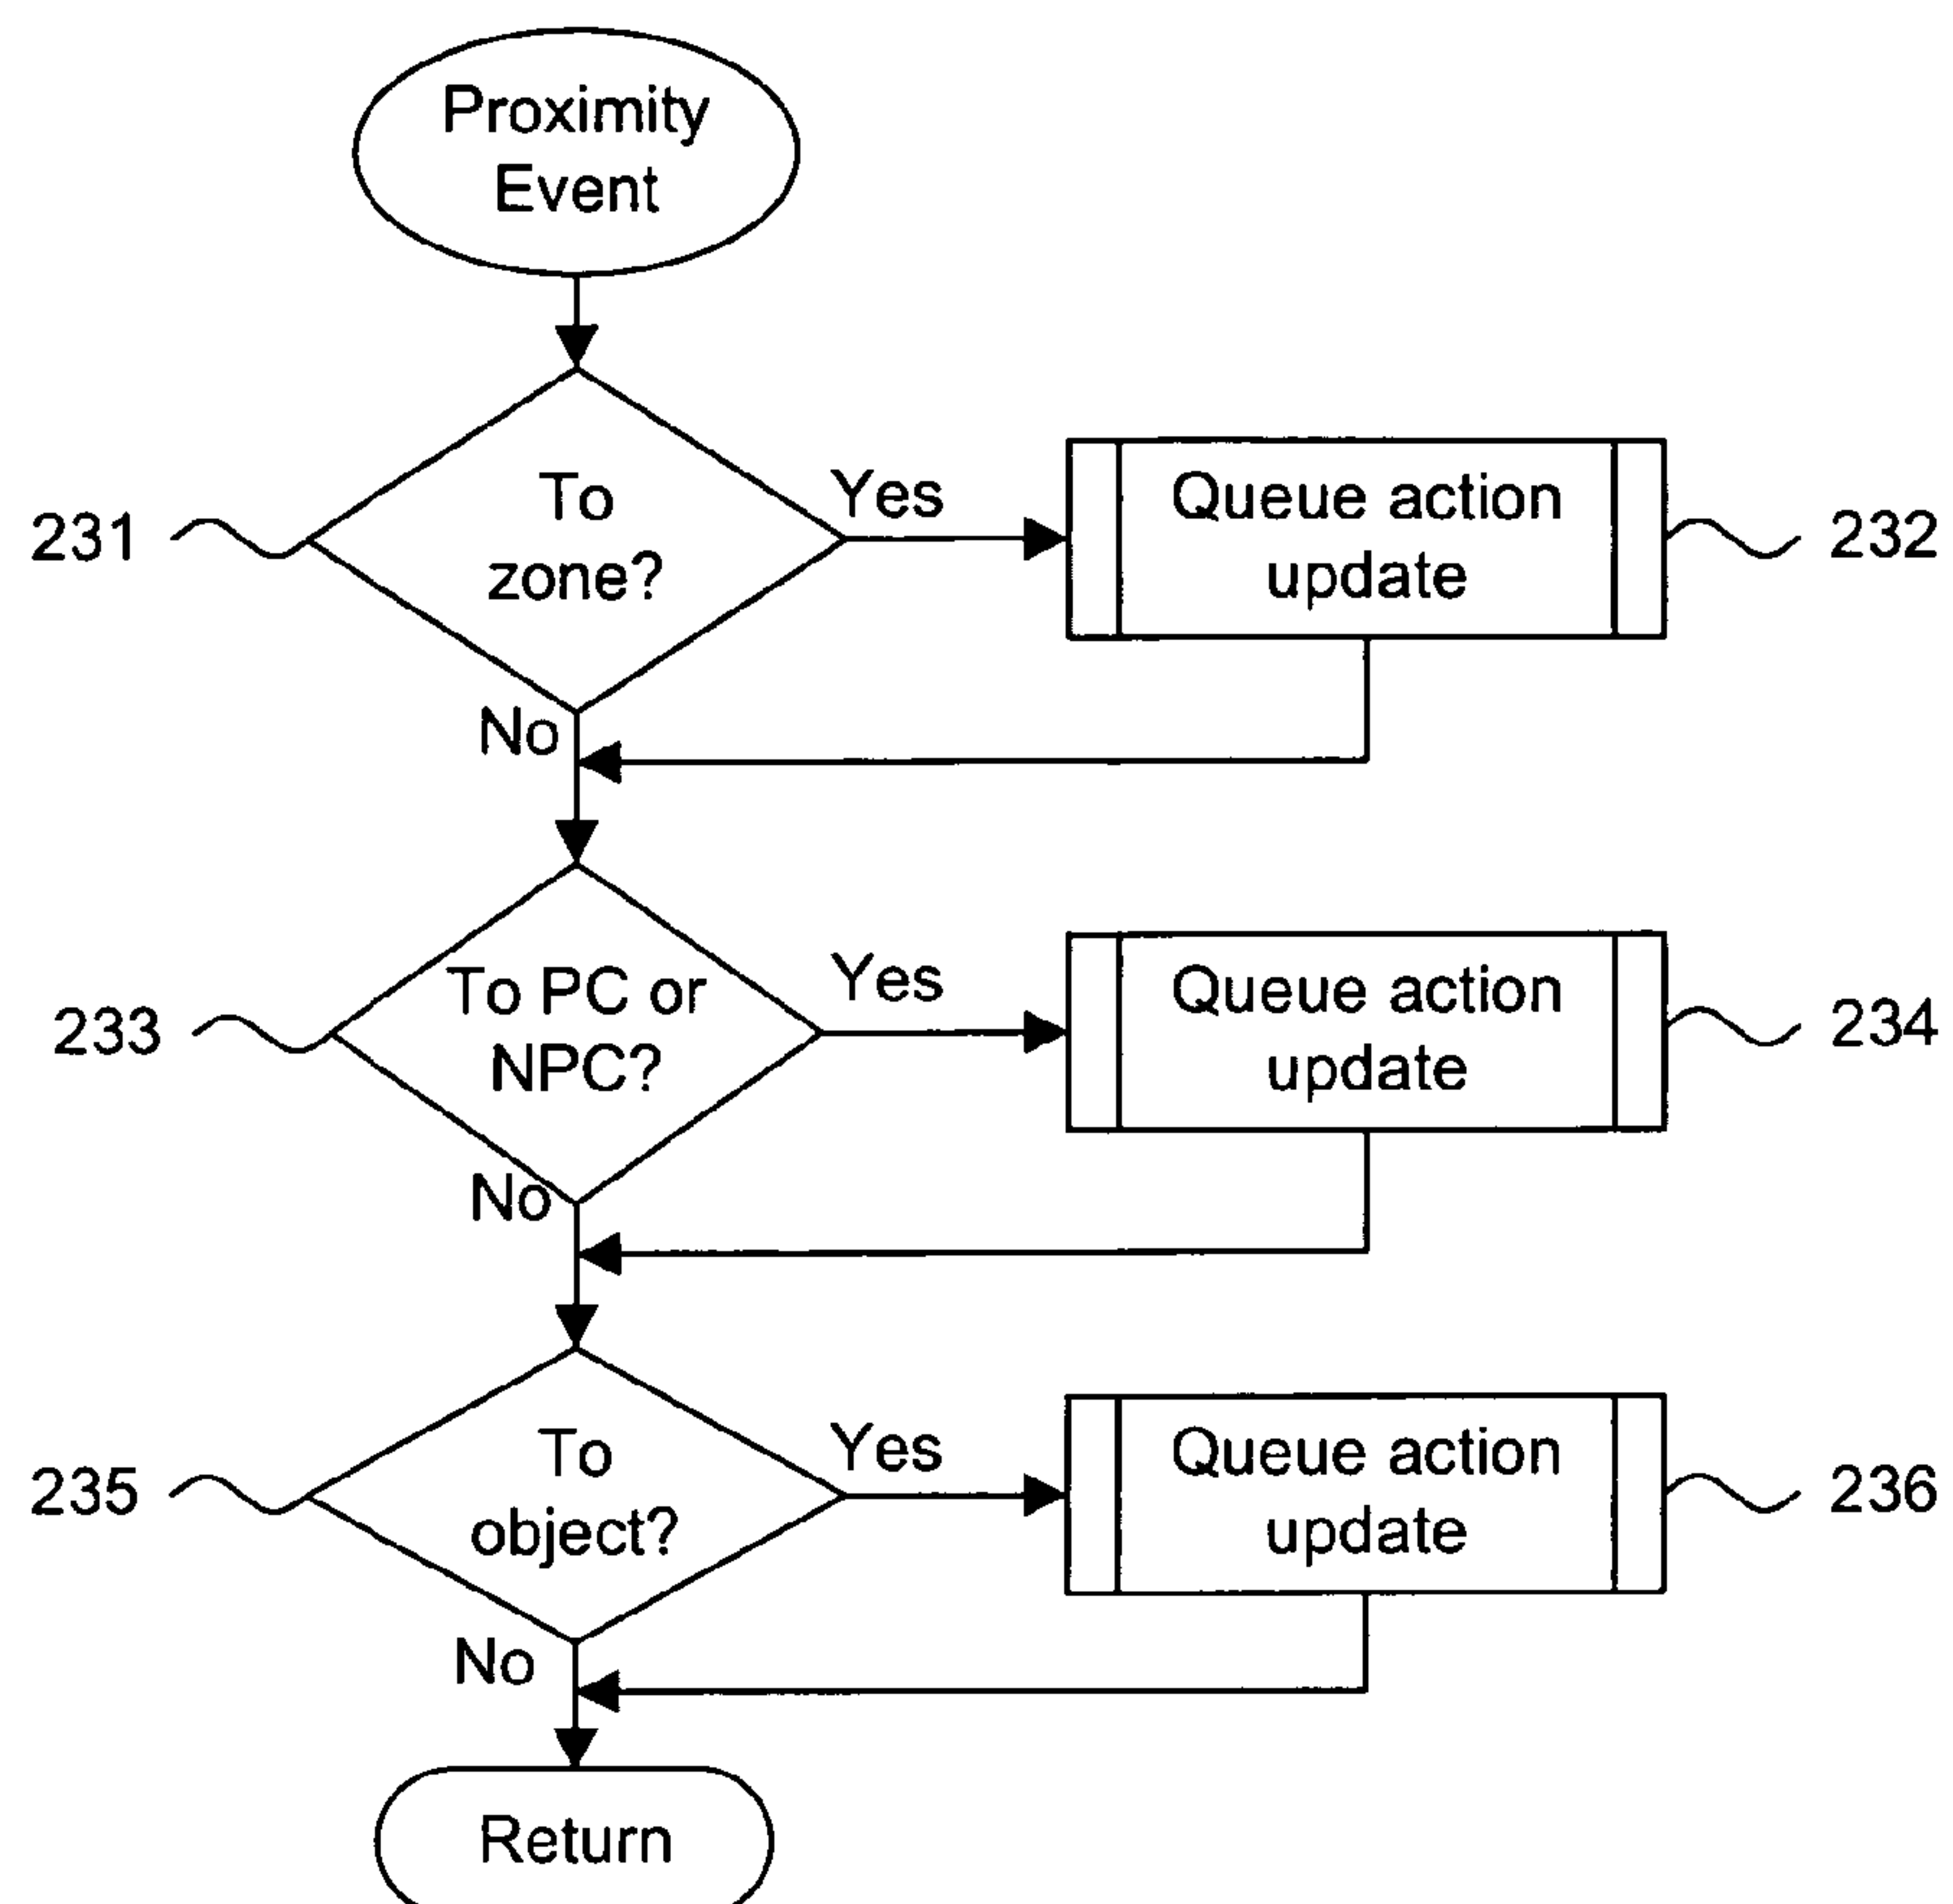 Proximity
Event
To
zone?
Yes
Queue action
update
231
232
No
To PC or
NPC?
Yes
Queue action
update
233
234
No
To
object?
Yes
Queue action
update
235
236
No
Return